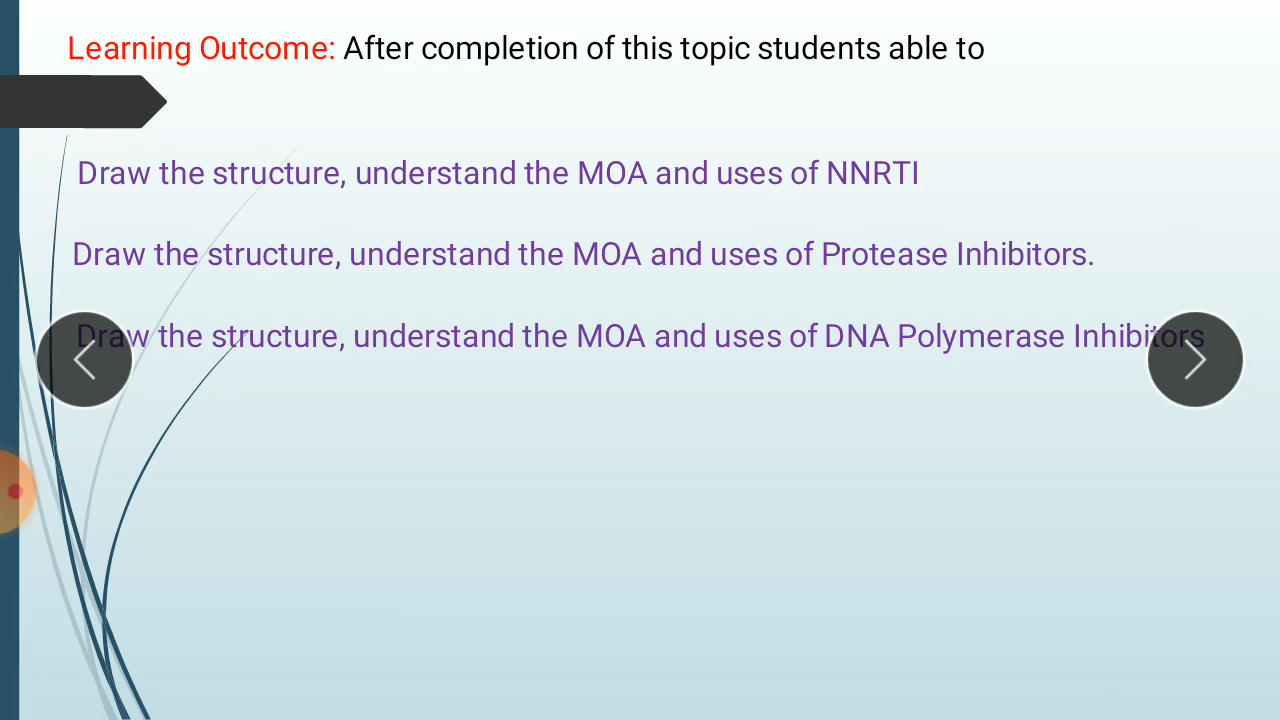 Learning Outcome: After completion of this topic students able to
Draw the structure, understand the MOA and uses of NNRTI
Draw the structure, understand the MOA and uses of Protease Inhibitors.
Draw the structure, understand the MOA and uses of DNA Polymerase Inhibitors